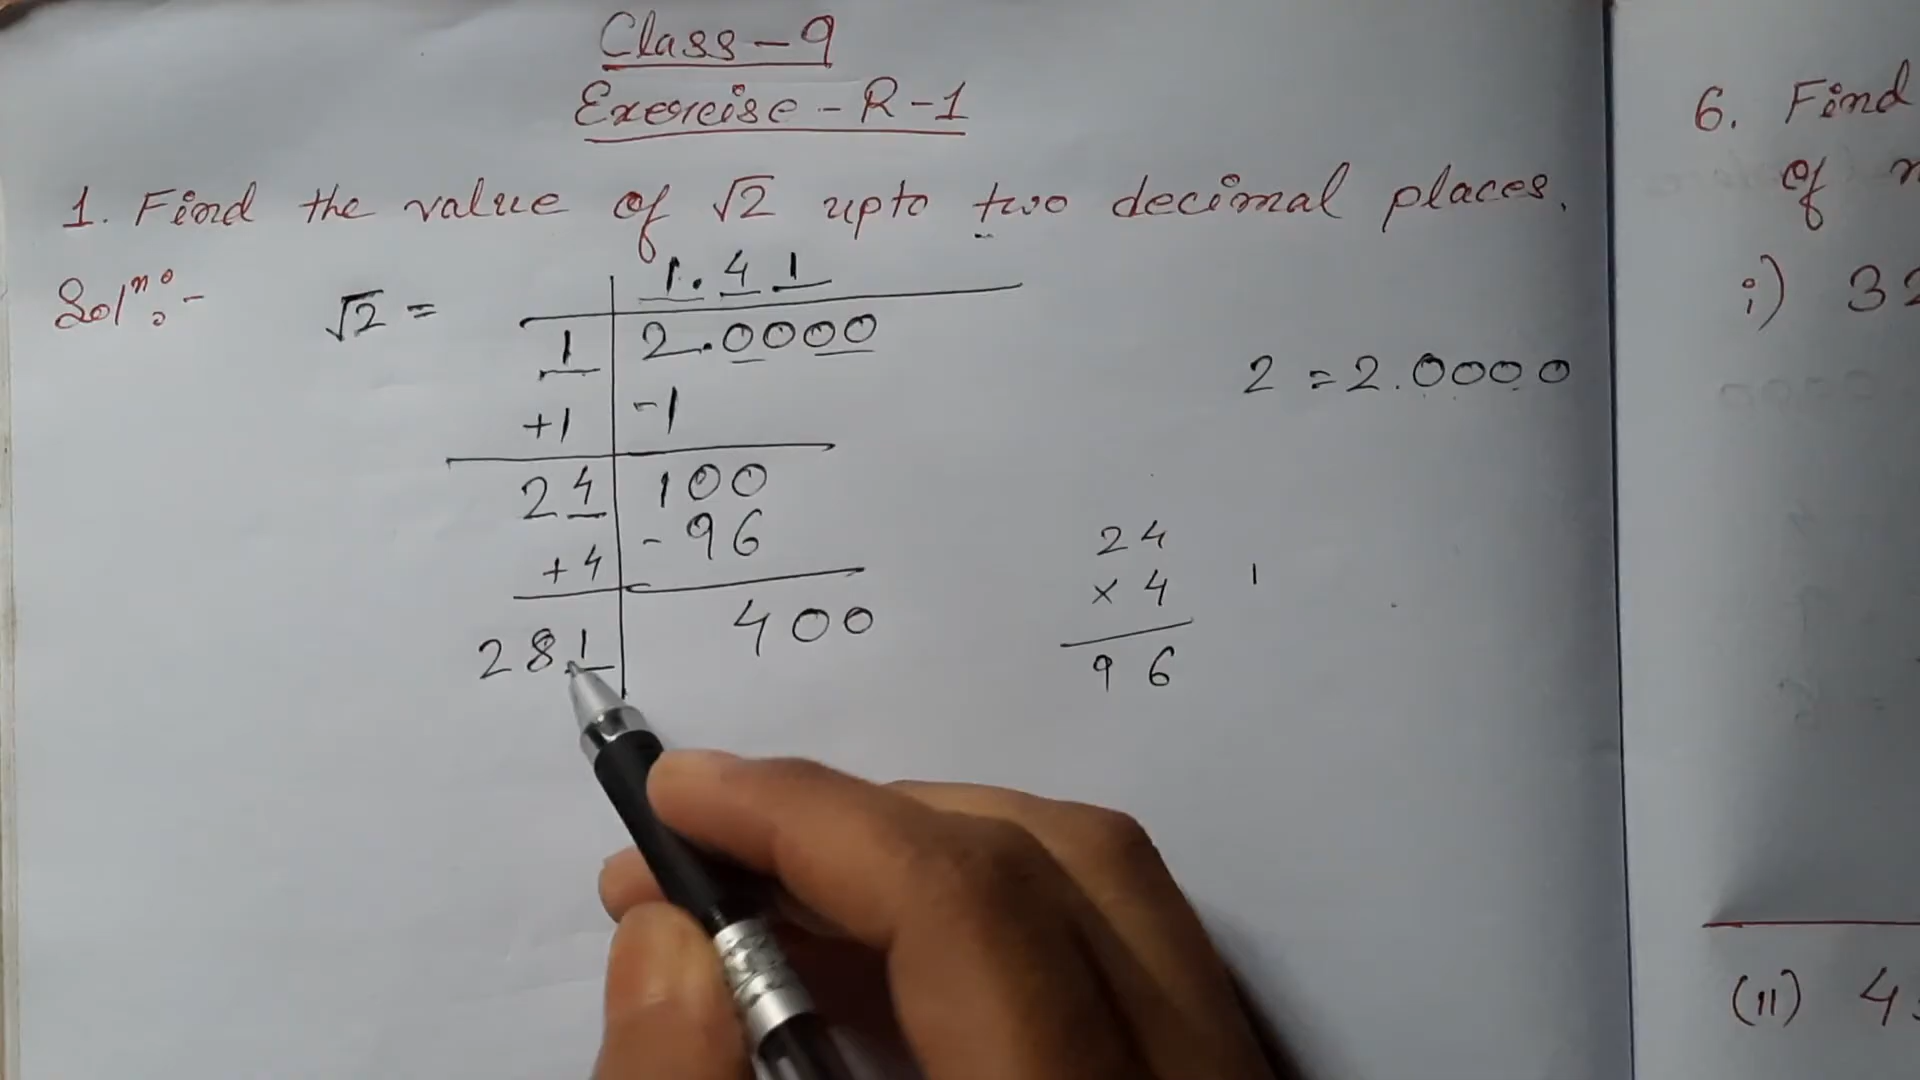 Class-9
Exercise-R-1
1. Find the value of √2 upto two decimal places.
Solⁿ:-
√2 =
1.41
1 2.0000
+1 -1
24 100
+4 -96
281 400
2 = 2.0000
24
×4 1
96
6. Find
of
i)
(ii) 4